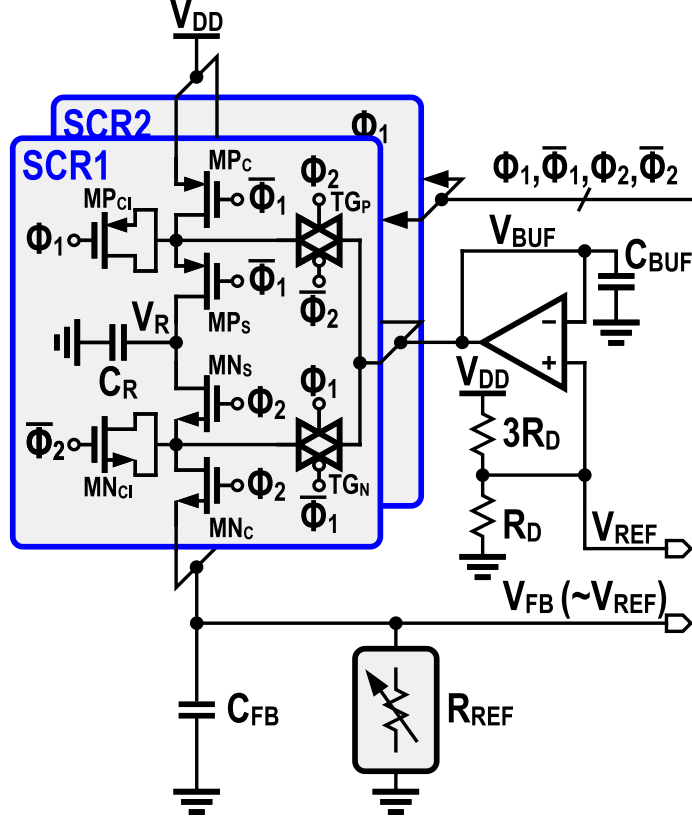 VDD
SCR2
Φ1
SCR1
MPC
Φ2
Φ1,Φ̅1,Φ2,Φ̅2
MPCI
Φ̅1
TGP
Φ1
VBUF
CBUF
Φ̅1
Φ̅2
MPS
VR
−
+
MNS
Φ1
VDD
CR
Φ2
3RD
Φ̅2
MNCI
Φ2
TGN
Φ̅1
RD
VREF
MNC
VFB (~VREF)
CFB
RREF